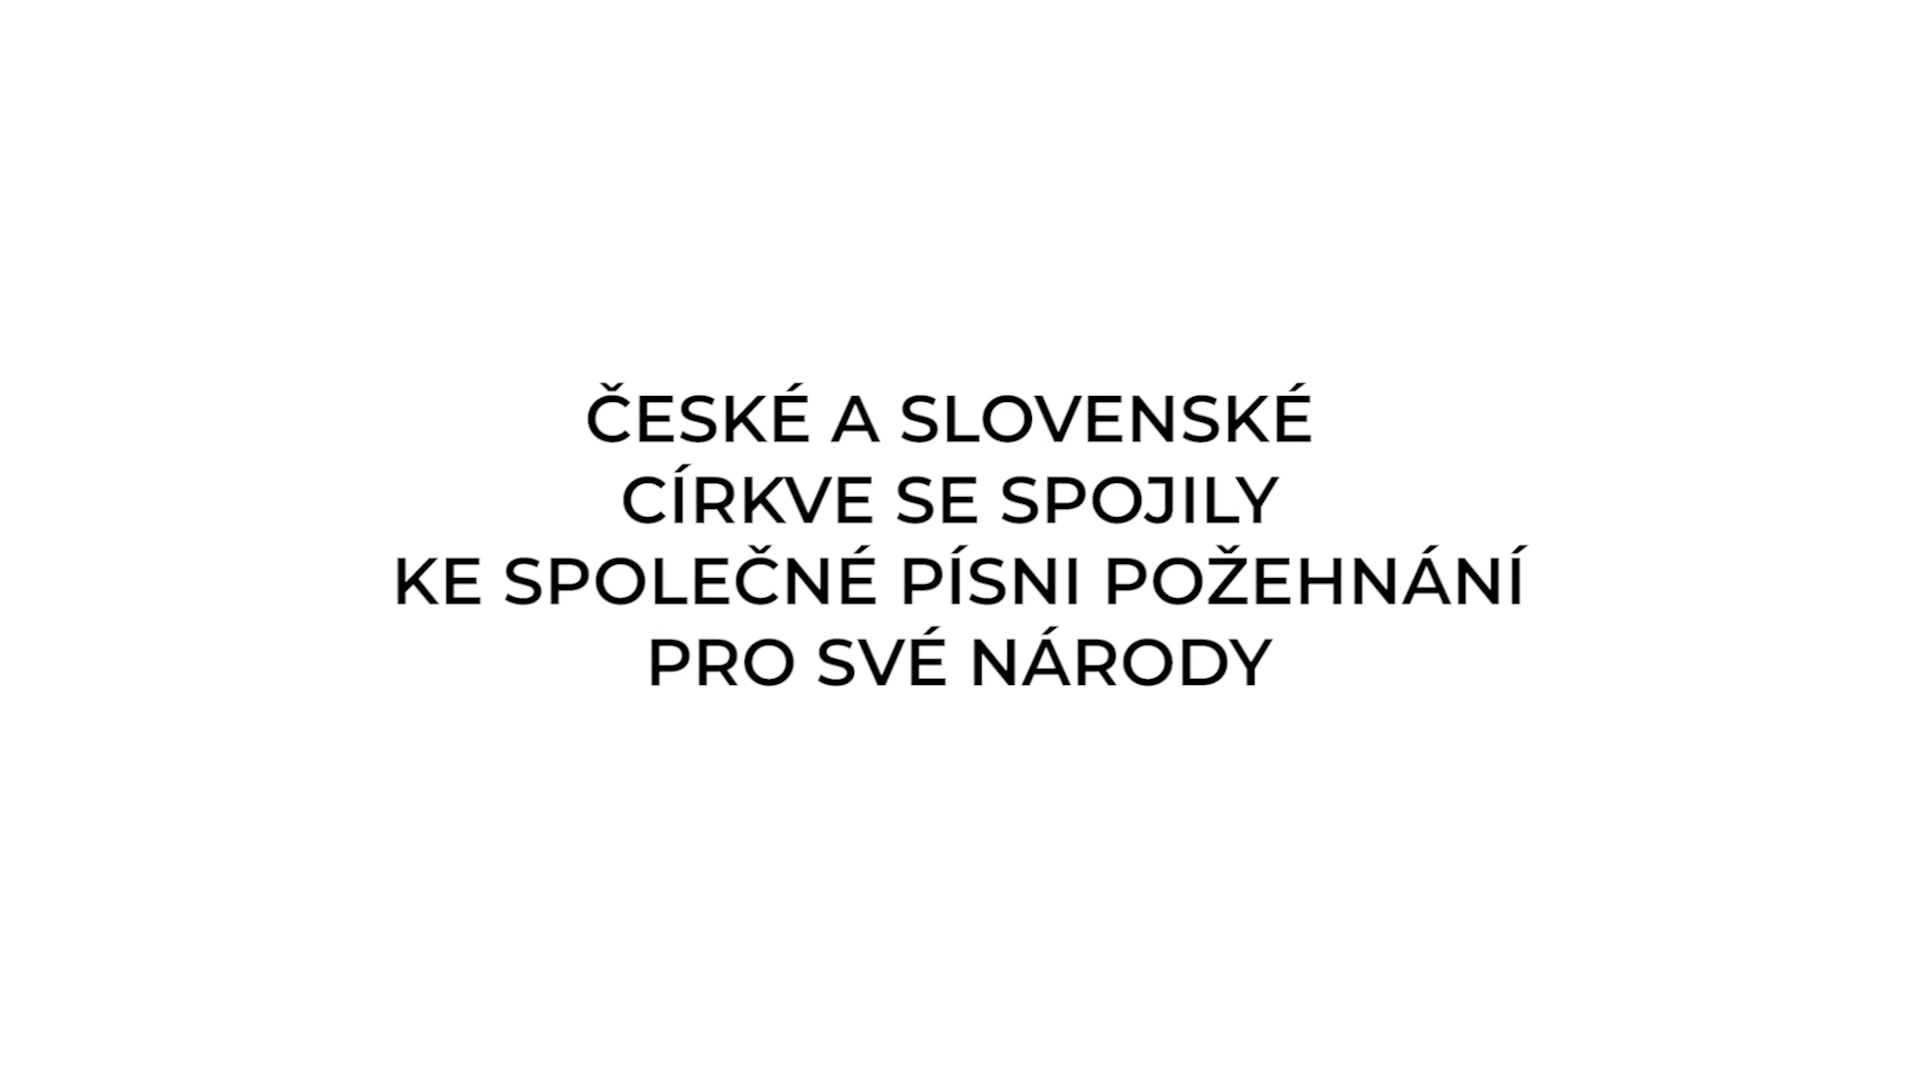 ČESKÉ A SLOVENSKÉ
CÍRKVE SE SPOJILY
KE SPOLEČNÉ PÍSNI POŽEHNÁNÍ
PRO SVÉ NÁRODY